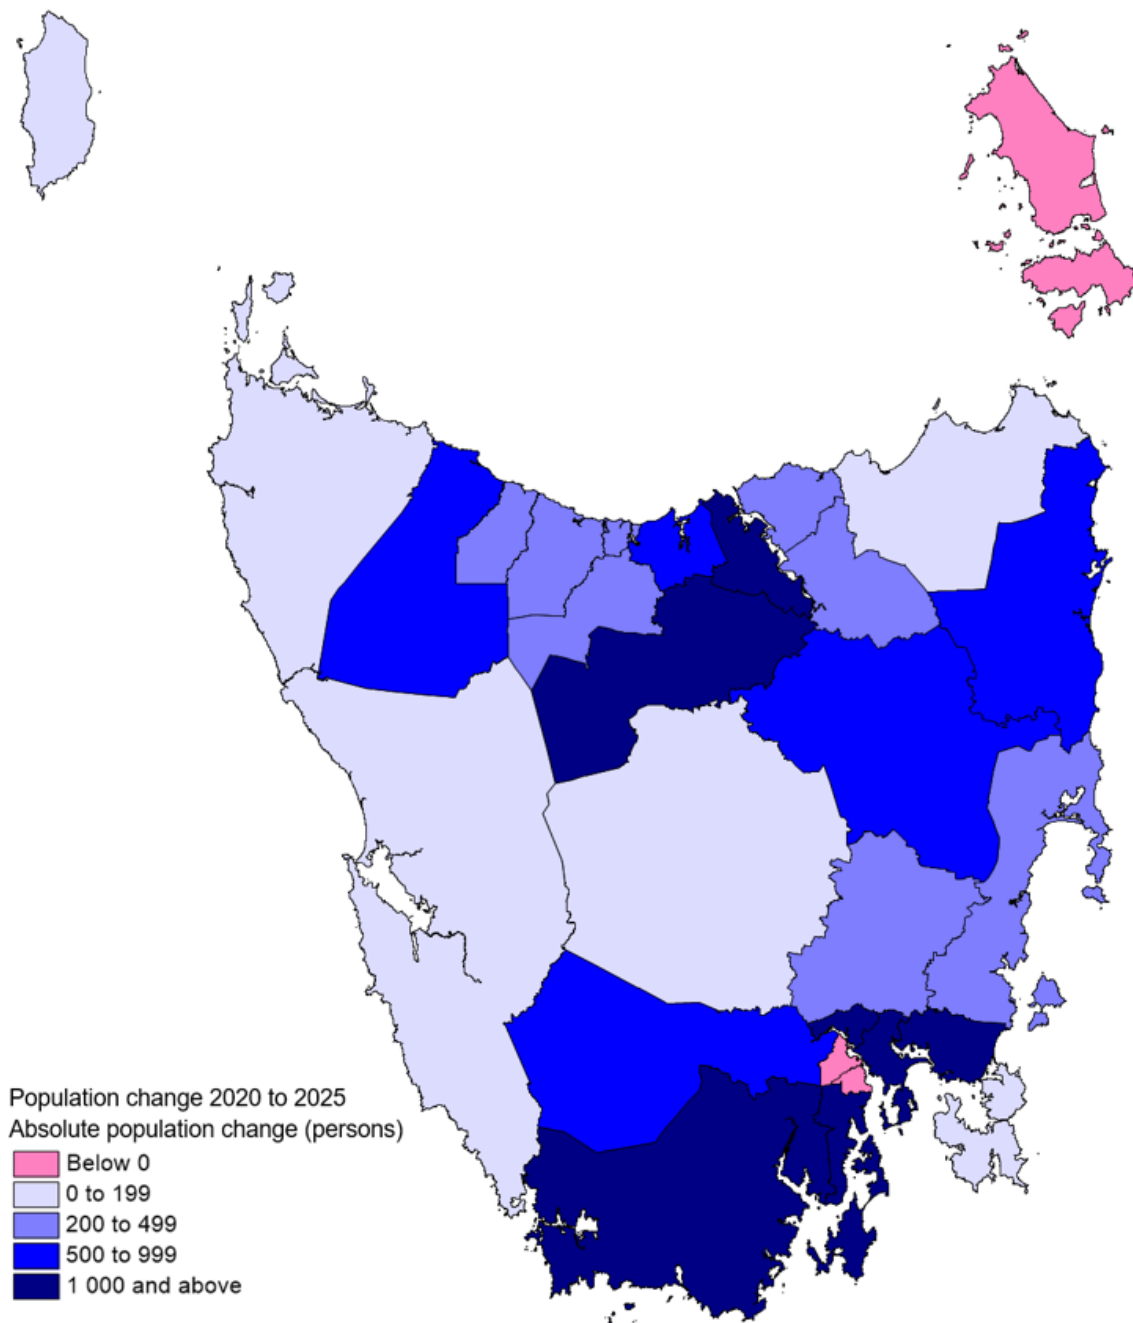 Population change 2020 to 2025
Absolute population change (persons)
Below 0
0 to 199
200 to 499
500 to 999
1 000 and above